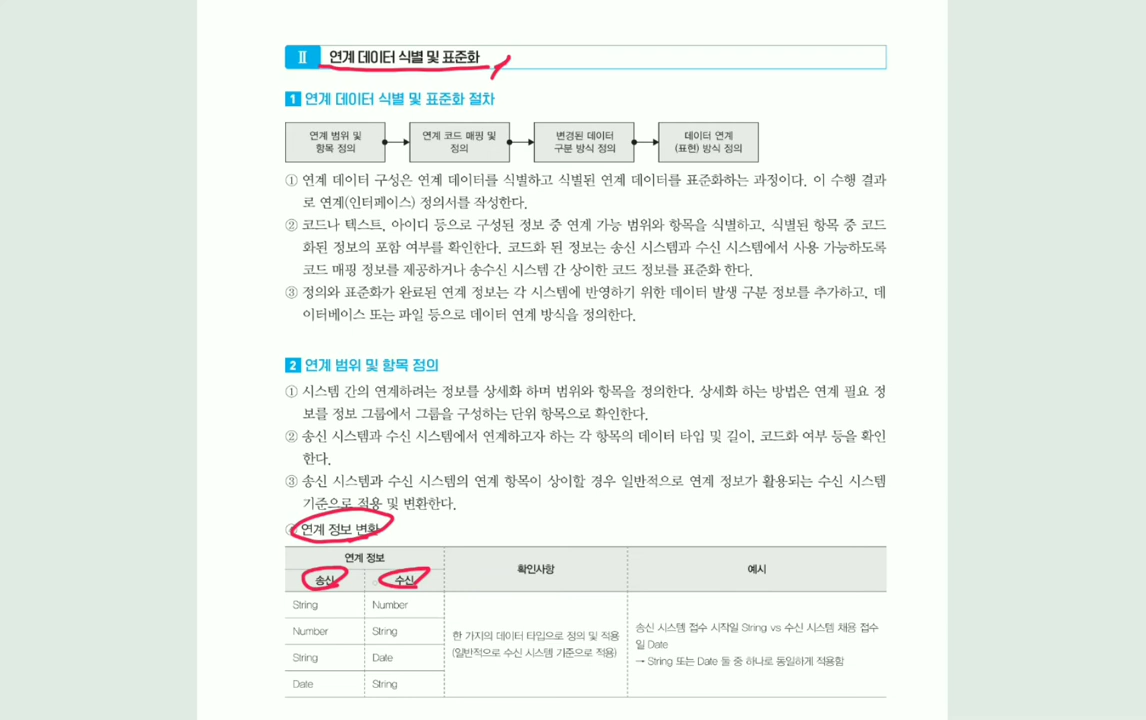 Ⅱ 연계 데이터 식별 및 표준화
1 연계 데이터 식별 및 표준화 절차
연계 범위 및 항목 정의
연계 코드 매핑 및 정의
변경된 데이터 구분 방식 정의
데이터 연계 (표현) 방식 정의
① 연계 데이터 구성은 연계 데이터를 식별하고 식별된 연계 데이터를 표준화하는 과정이다. 이 수행 결과
로 연계(인터페이스) 정의서를 작성한다.
② 코드나 텍스트, 아이디 등으로 구성된 정보 중 연계 가능 범위와 항목을 식별하고, 식별된 항목 중 코드
화된 정보의 포함 여부를 확인한다. 코드화 된 정보는 송신 시스템과 수신 시스템에서 사용 가능하도록
코드 매핑 정보를 제공하거나 송수신 시스템 간 상이한 코드 정보를 표준화 한다.
③ 정의와 표준화가 완료된 연계 정보는 각 시스템에 반영하기 위한 데이터 발생 구분 정보를 추가하고, 데
이터베이스 또는 파일 등으로 데이터 연계 방식을 정의한다.
2 연계 범위 및 항목 정의
① 시스템 간의 연계하려는 정보를 상세화 하며 범위와 항목을 정의한다. 상세화 하는 방법은 연계 필요 정
보를 정보 그룹에서 그룹을 구성하는 단위 항목으로 확인한다.
② 송신 시스템과 수신 시스템에서 연계하고자 하는 각 항목의 데이터 타입 및 길이, 코드화 여부 등을 확인
한다.
③ 송신 시스템과 수신 시스템의 연계 항목이 상이할 경우 일반적으로 연계 정보가 활용되는 수신 시스템
기준으로 적용 및 변환한다.
연계 정보 변환
연계 정보 확인사항 예시
송신 수신
String Number
Number String
String Date
Date String
한 가지의 데이터 타입으로 정의 및 적용
(일반적으로 수신 시스템 기준으로 적용)
송신 시스템 접수 시작일 String vs 수신 시스템 채용 접수
일 Date
→ String 또는 Date 둘 중 하나로 동일하게 적용함